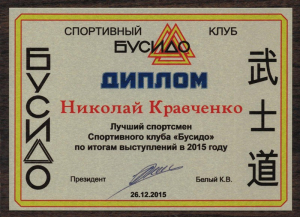 СПОРТИВНЫЙ КЛУБ
БУСИДО
ДИПЛОМ
Николай Кравченко
Лучший спортсмен
Спортивного клуба «Бусидо»
по итогам выступлений в 2015 году
Президент Белый К.В.
26.12.2015
БУСИДО
武士道